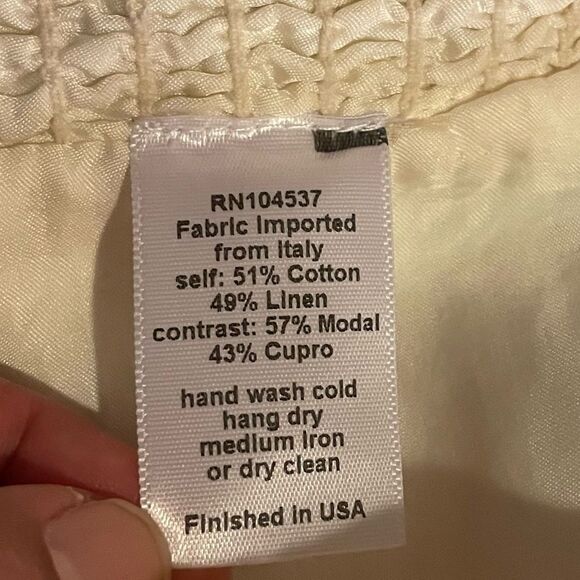 RN104537
Fabric Imported
from Italy
self: 51% Cotton
49% Linen
contrast: 57% Modal
43% Cupro
hand wash cold
hang dry
medium Iron
or dry clean
Finished in USA